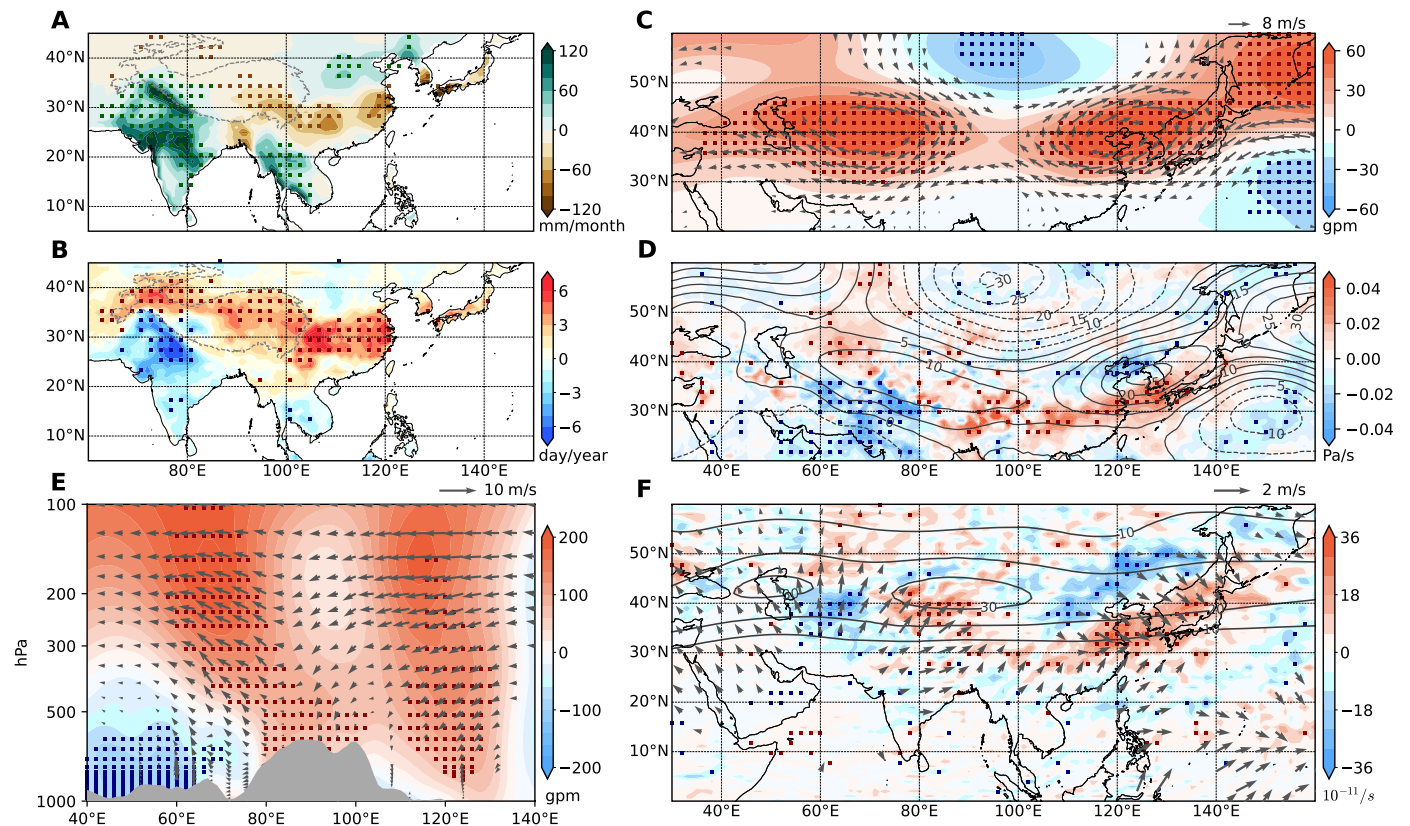 A
40°N
30°N
20°N
10°N
120
60
0
−60
−120
mm/month
B
40°N
30°N
20°N
10°N
80°E
100°E
120°E
140°E
6
3
0
−3
−6
day/year
C
8 m/s
50°N
40°N
30°N
60
30
0
−30
−60
gpm
D
50°N
40°N
30°N
40°E
60°E
80°E
100°E
120°E
140°E
−30
−25
−20
−15
−10
−5
−10
0
20
10
15
25
30
−5
−10
0.04
0.02
0.00
−0.02
−0.04
Pa/s
E
10 m/s
hPa
100
200
300
500
1000
40°E
60°E
80°E
100°E
120°E
140°E
200
100
0
−100
−200
gpm
F
2 m/s
50°N
40°N
30°N
20°N
10°N
40°E
60°E
80°E
100°E
120°E
140°E
10
30
10
36
18
0
−18
−36
10⁻¹¹/s